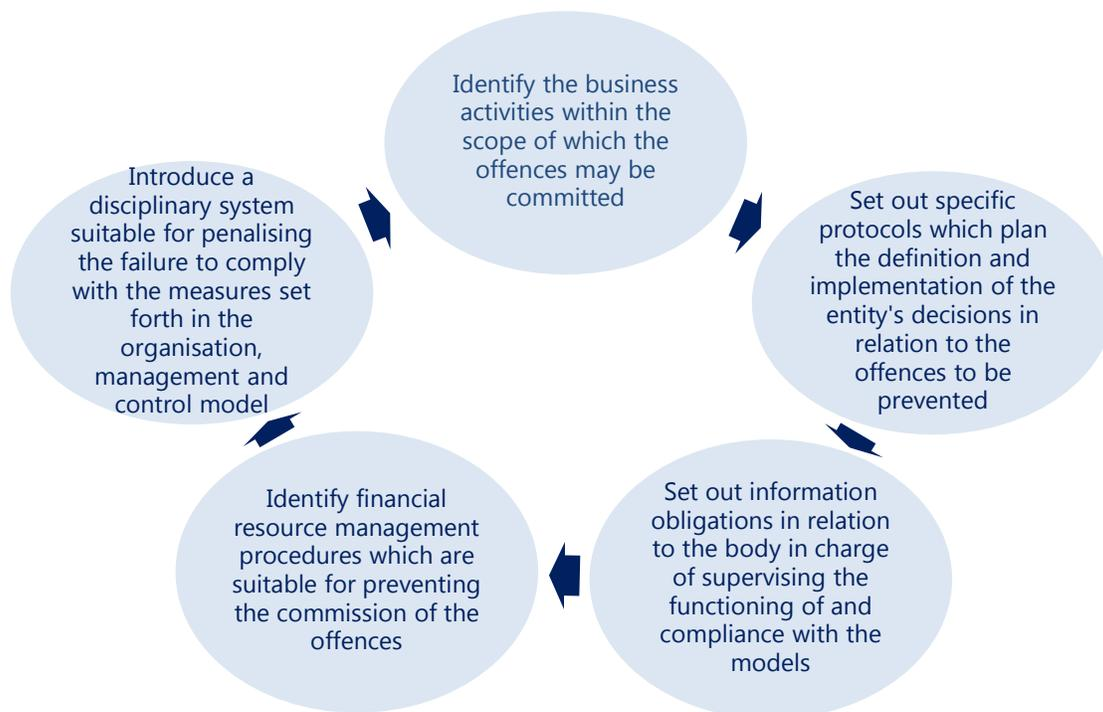 Identify the business
activities within the
scope of which the
offences may be
committed
Set out specific
protocols which plan
the definition and
implementation of the
entity's decisions in
relation to the
offences to be
prevented
Set out information
obligations in relation
to the body in charge
of supervising the
functioning of and
compliance with the
models
Identify financial
resource management
procedures which are
suitable for preventing
the commission of the
offences
Introduce a
disciplinary system
suitable for penalising
the failure to comply
with the measures set
forth in the
organisation,
management and
control model